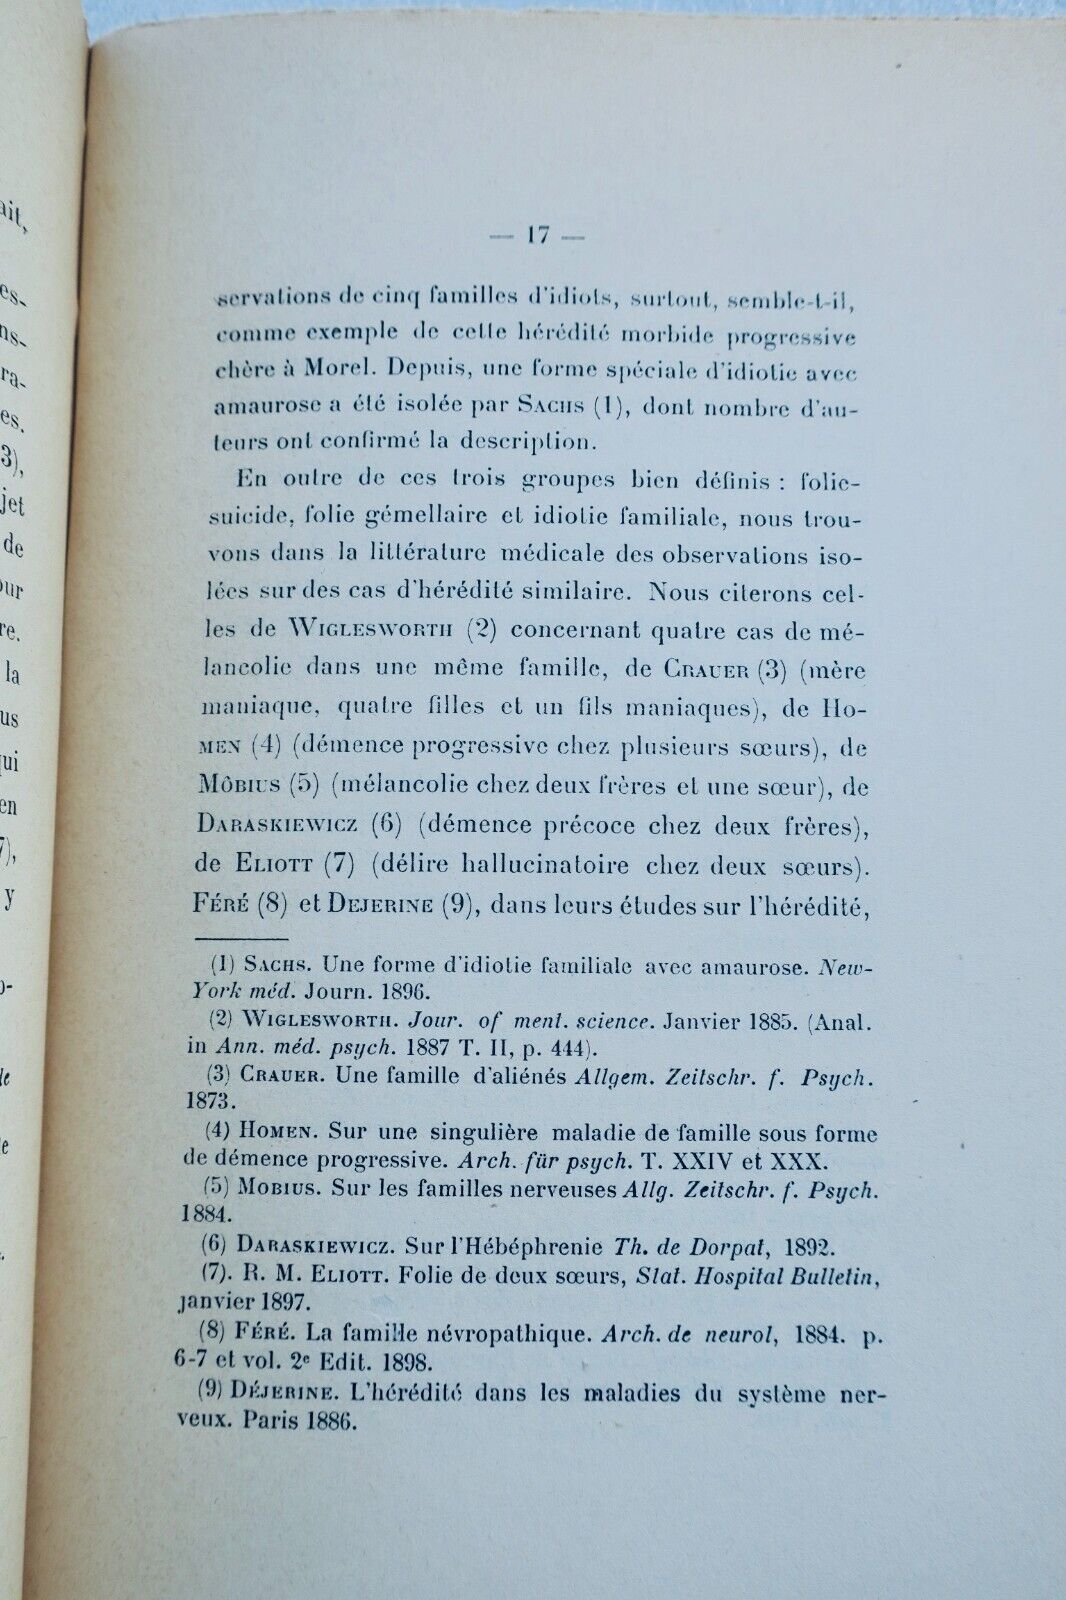 — 17 —
servations de cinq familles d'idiots, surtout, semble-t-il,
comme exemple de cette hérédité morbide progressive
chère à Morel. Depuis, une forme spéciale d'idiotie avec
amaurose a été isolée par SACHS (1), dont nombre d'au-
teurs ont confirmé la description.
En outre de ces trois groupes bien définis : folie-
suicide, folie gémellaire et idiotie familiale, nous trou-
vons dans la littérature médicale des observations iso-
lées sur des cas d'hérédité similaire. Nous citerons cel-
les de WIGLESWORTH (2) concernant quatre cas de mé-
lancolie dans une même famille, de CRAUER (3) (mère
maniaque, quatre filles et un fils maniaques), de HO-
MEN (4) (démence progressive chez plusieurs sœurs), de
MÔBIUS (5) (mélancolie chez deux frères et une sœur), de
DARASKIEWICZ (6) (démence précoce chez deux frères),
de ELIOTT (7) (délire hallucinatoire chez deux sœurs).
FÉRÉ (8) et DEJERINE (9), dans leurs études sur l'hérédité,
(1) SACHS. Une forme d'idiotie familiale avec amaurose. New-
York méd. Journ. 1896.
(2) WIGLESWORTH. Jour. of ment. science. Janvier 1885. (Anal.
in Ann. méd. psych. 1887 T. II, p. 444).
(3) CRAUER. Une famille d'aliénés Allgem. Zeitschr. f. Psych.
1873.
(4) HOMEN. Sur une singulière maladie de famille sous forme
de démence progressive. Arch. für psych. T. XXIV et XXX.
(5) MOBIUS. Sur les familles nerveuses Allg. Zeitschr. f. Psych.
1884.
(6) DARASKIEWICZ. Sur l'Hébéphrenie Th. de Dorpat, 1892.
(7). R. M. ELIOTT. Folie de deux sœurs, Stat. Hospital Bulletin,
janvier 1897.
(8) FÉRÉ. La famille névropathique. Arch. de neurol, 1884. p.
6-7 et vol. 2e Edit. 1898.
(9) DÉJERINE. L'hérédité dans les maladies du système ner-
veux. Paris 1886.